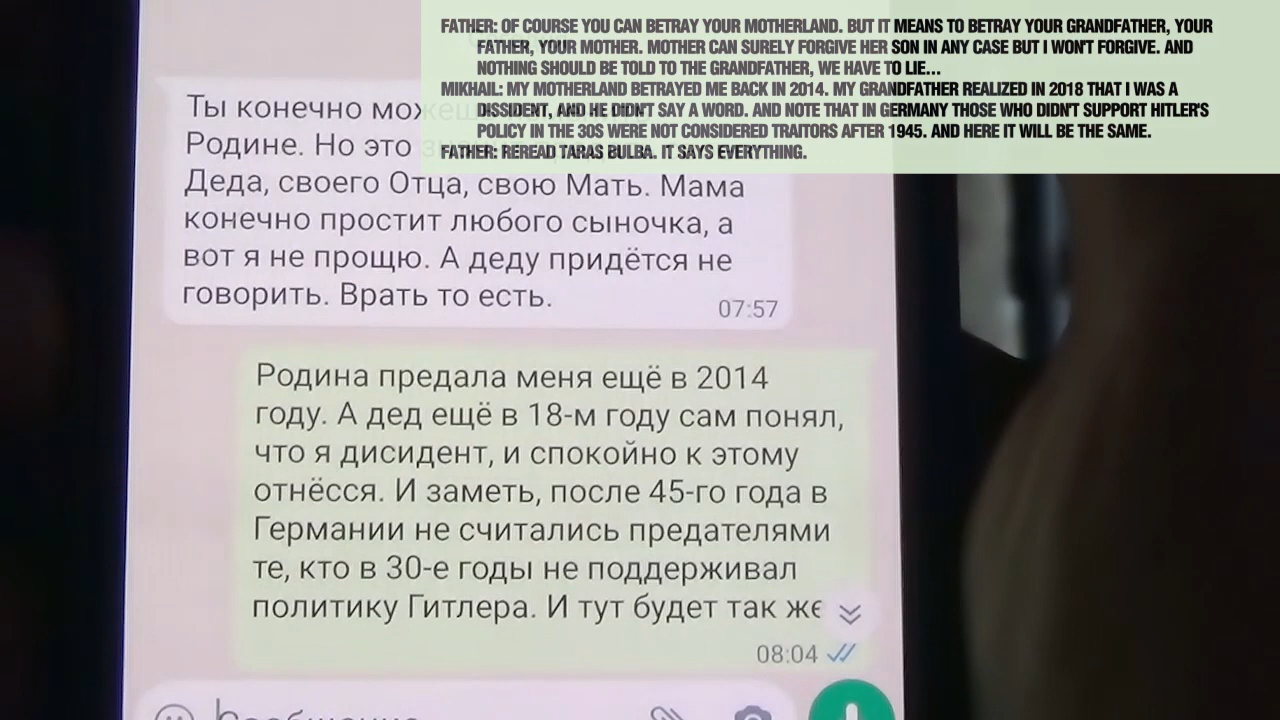 FATHER: OF COURSE YOU CAN BETRAY YOUR MOTHERLAND. BUT IT MEANS TO BETRAY YOUR GRANDFATHER, YOUR
FATHER, YOUR MOTHER. MOTHER CAN SURELY FORGIVE HER SON IN ANY CASE BUT I WON'T FORGIVE. AND
NOTHING SHOULD BE TOLD TO THE GRANDFATHER, WE HAVE TO LIE...
MIKHAIL: MY MOTHERLAND BETRAYED ME BACK IN 2014. MY GRANDFATHER REALIZED IN 2018 THAT I WAS A
DISSIDENT, AND HE DIDN'T SAY A WORD. AND NOTE THAT IN GERMANY THOSE WHO DIDN'T SUPPORT HITLER'S
POLICY IN THE 30S WERE NOT CONSIDERED TRAITORS AFTER 1945. AND HERE IT WILL BE THE SAME.
FATHER: REREAD TARAS BULBA. IT SAYS EVERYTHING.
Ты конечно можешь
Родине. Но это
Деда, своего Отца, свою Мать. Мама
конечно простит любого сыночка, а
вот я не прощю. А деду придётся не
говорить. Врать то есть.
07:57
Родина предала меня ещё в 2014
году. А дед ещё в 18-м году сам понял,
что я дисидент, и спокойно к этому
отнёсся. И заметь, после 45-го года в
Германии не считались предателями
те, кто в 30-е годы не поддерживал
политику Гитлера. И тут будет так же
08:04
Сообщение